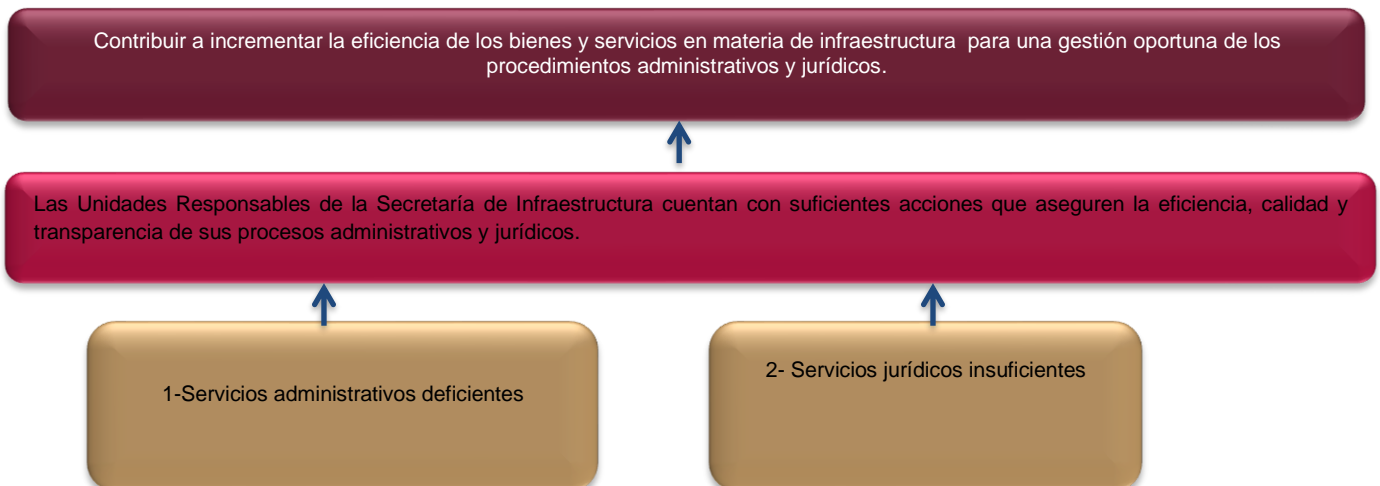 Contribuir a incrementar la eficiencia de los bienes y servicios en materia de infraestructura para una gestión oportuna de los
procedimientos administrativos y jurídicos.
Las Unidades Responsables de la Secretaría de Infraestructura cuentan con suficientes acciones que aseguren la eficiencia, calidad y
transparencia de sus procesos administrativos y jurídicos.
1-Servicios administrativos deficientes
2- Servicios jurídicos insuficientes